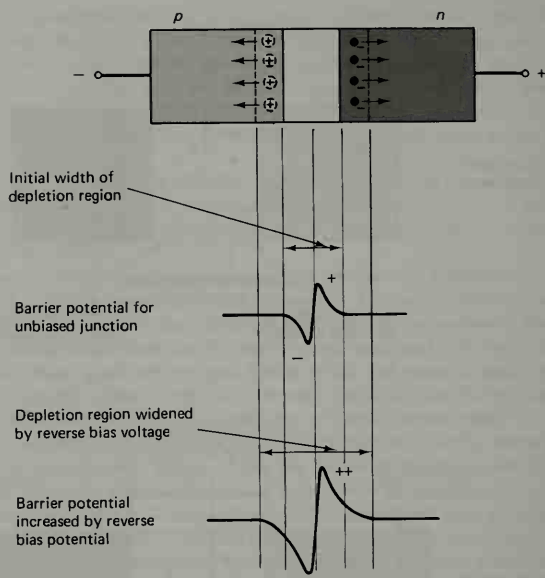 p
n
−
+
Initial width of
depletion region
+
Barrier potential for
unbiased junction
−
Depletion region widened
by reverse bias voltage
++
Barrier potential
increased by reverse
bias potential